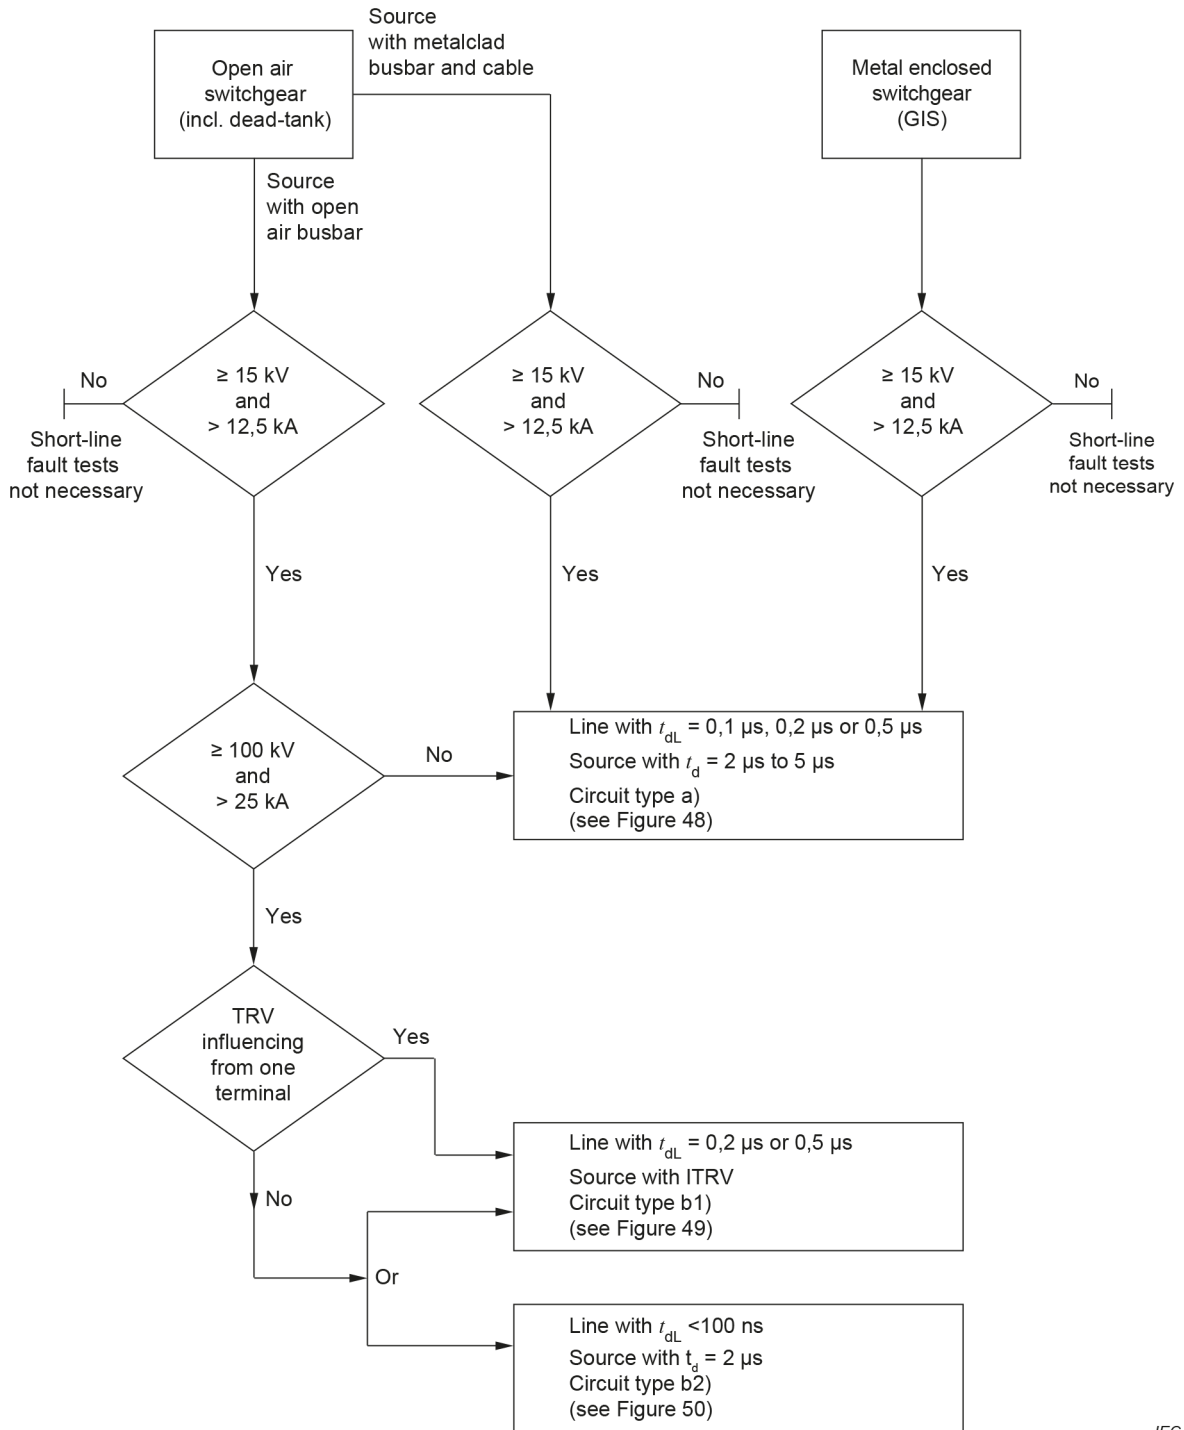 Source
with metalclad
busbar and cable
Open air
switchgear
(incl. dead-tank)
Metal enclosed
switchgear
(GIS)
Source
with open
air busbar
≥ 15 kV
and
> 12,5 kA
No
Short-line
fault tests
not necessary
≥ 15 kV
and
> 12,5 kA
No
Short-line
fault tests
not necessary
≥ 15 kV
and
> 12,5 kA
No
Short-line
fault tests
not necessary
Yes
Yes
Yes
≥ 100 kV
and
> 25 kA
No
Line with tdL = 0,1 µs, 0,2 µs or 0,5 µs
Source with td = 2 µs to 5 µs
Circuit type a)
(see Figure 48)
Yes
TRV
influencing
from one
terminal
Yes
Line with tdL = 0,2 µs or 0,5 µs
Source with ITRV
Circuit type b1)
(see Figure 49)
No
Or
Line with tdL <100 ns
Source with td = 2 µs
Circuit type b2)
(see Figure 50)
IEC